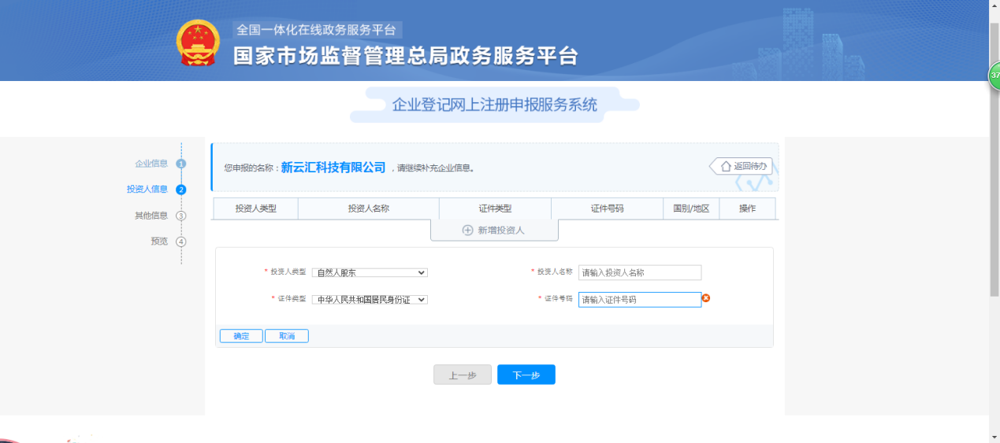 全国一体化在线政务服务平台
国家市场监督管理总局政务服务平台
37
企业登记网上注册申报服务系统
企业信息 1
投资人信息 2
其他信息 3
预览 4
您申报的名称：新云汇科技有限公司，请继续补充企业信息。
返回待办
投资人类型 投资人名称 证件类型 证件号码 国别/地区 操作
新增投资人
* 投资人类型 自然人股东 * 投资人名称 请输入投资人名称
* 证件类型 中华人民共和国居民身份证 * 证件号码 请输入证件号码
确定 取消
上一步 下一步